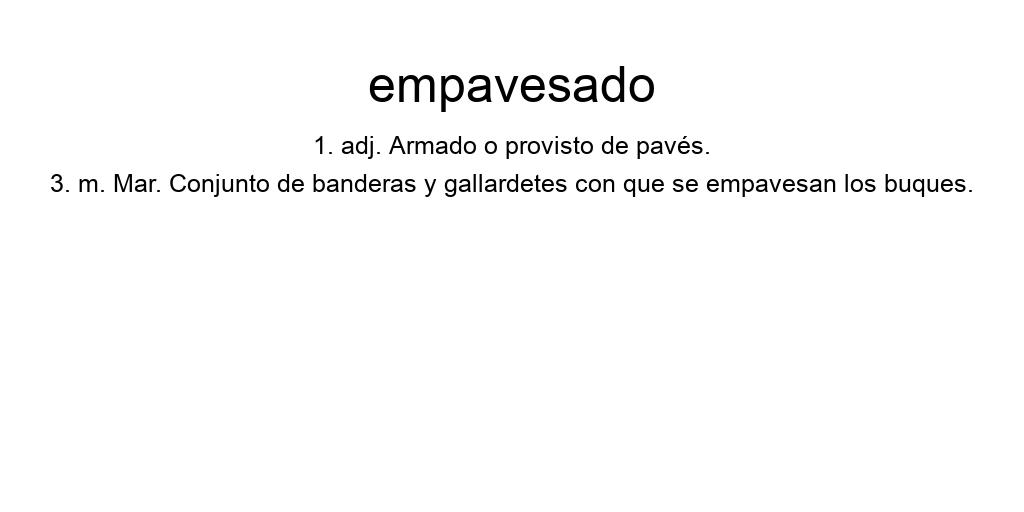 empavesado
1. adj. Armado o provisto de pavés.
3. m. Mar. Conjunto de banderas y gallardetes con que se empavesan los buques.